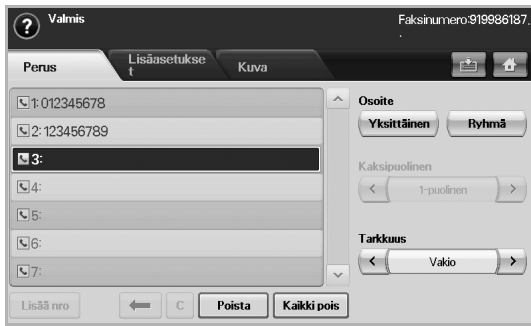 Valmis
Faksinumero:919986187.
.
Perus
Lisäasetukse
t
Kuva
1: 012345678
2: 123456789
3:
4:
5:
6:
7:
Osoite
Yksittäinen
Ryhmä
Kaksipuolinen
1-puolinen
Tarkkuus
Vakio
Lisää nro
C
Poista
Kaikki pois